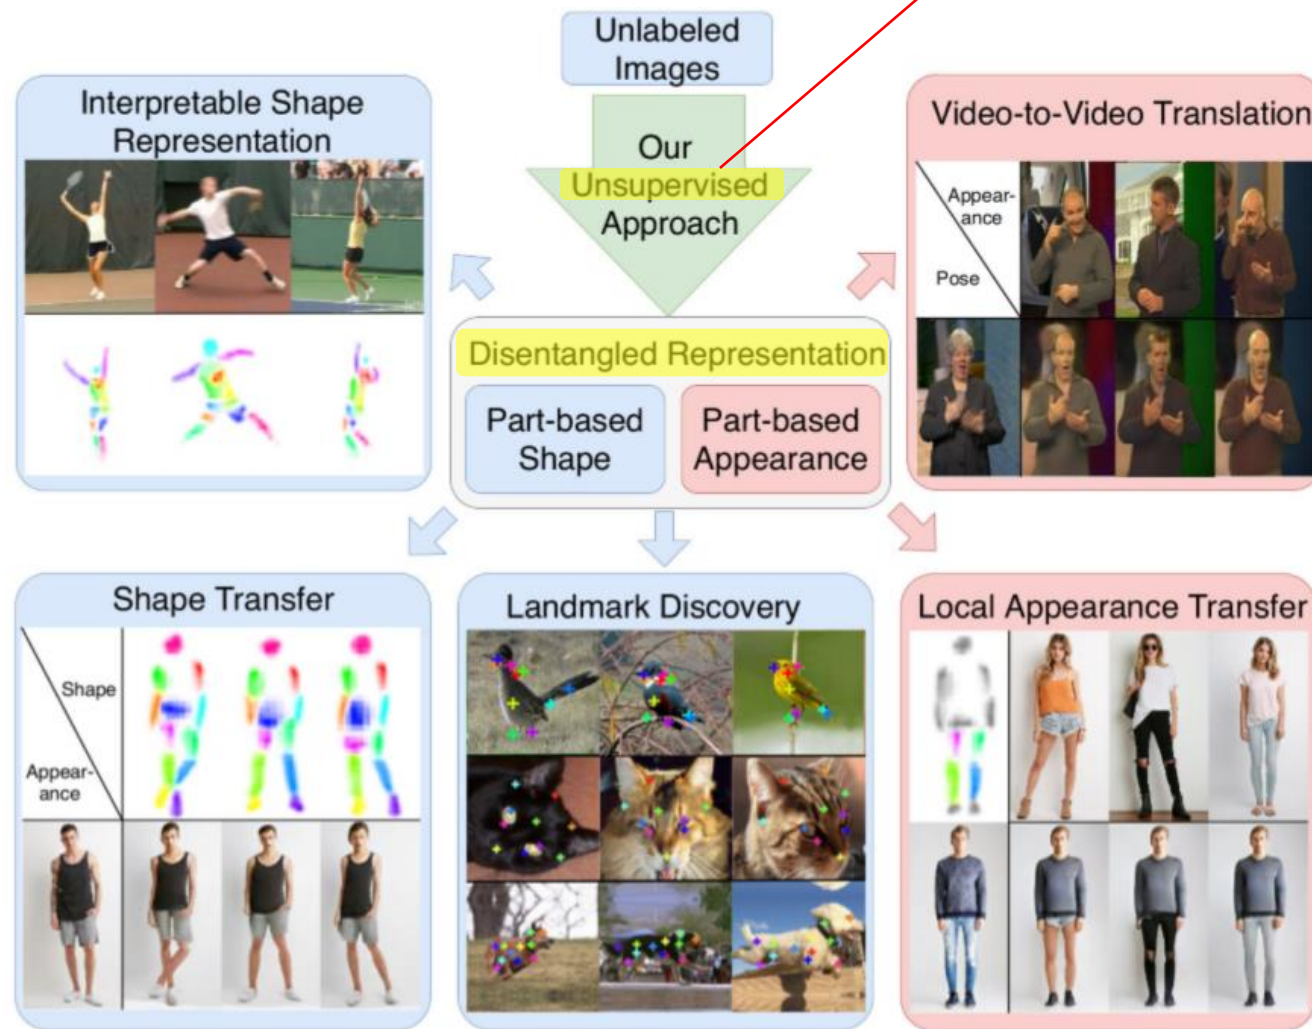 Unlabeled
Images
Our
Unsupervised
Approach
Interpretable Shape
Representation
Video-to-Video Translation
Appear-
ance
Pose
Disentangled Representation
Part-based
Shape
Part-based
Appearance
Shape Transfer
Shape
Appear-
ance
Landmark Discovery
Local Appearance Transfer